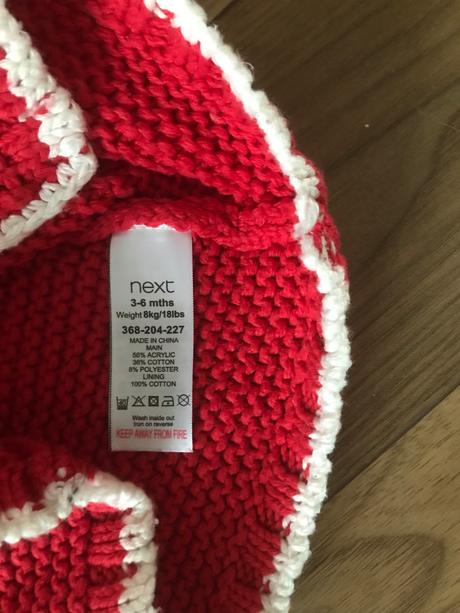 next
3-6 mths
Weight 8kg/18lbs
368-204-227
MADE IN CHINA
MAIN
56% ACRYLIC
36% COTTON
8% POLYESTER
LINING
100% COTTON
Wash inside out
Iron on reverse
KEEP AWAY FROM FIRE